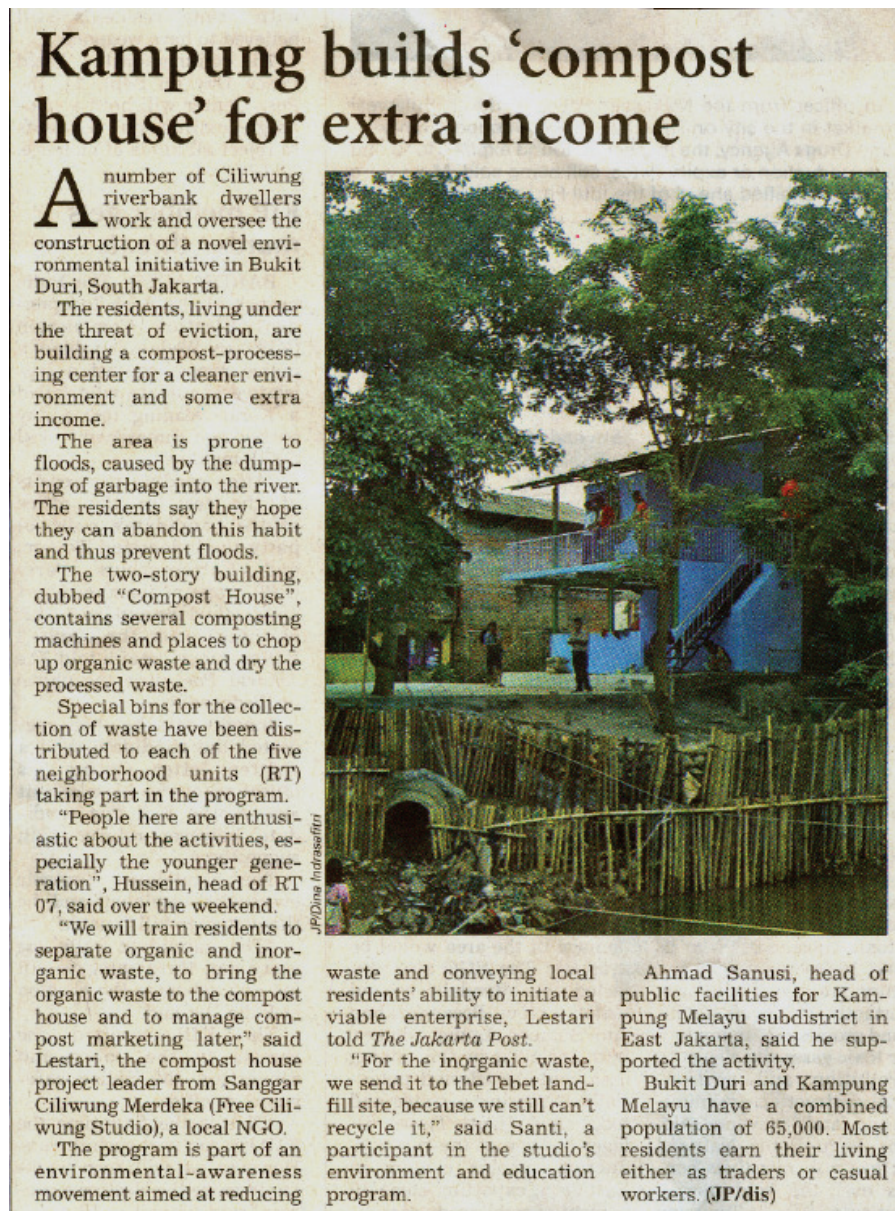 Kampung builds ‘compost
house’ for extra income
A number of Ciliwung
riverbank dwellers
work and oversee the
construction of a novel envi-
ronmental initiative in Bukit
Duri, South Jakarta.
The residents, living under
the threat of eviction, are
building a compost-process-
ing center for a cleaner envi-
ronment and some extra
income.
The area is prone to
floods, caused by the dump-
ing of garbage into the river.
The residents say they hope
they can abandon this habit
and thus prevent floods.
The two-story building,
dubbed “Compost House”,
contains several composting
machines and places to chop
up organic waste and dry the
processed waste.
Special bins for the collec-
tion of waste have been dis-
tributed to each of the five
neighborhood units (RT)
taking part in the program.
“People here are enthusi-
astic about the activities, es-
pecially the younger gene-
ration”, Hussein, head of RT
07, said over the weekend.
“We will train residents to
separate organic and inor-
ganic waste, to bring the
organic waste to the compost
house and to manage com-
post marketing later,” said
Lestari, the compost house
project leader from Sanggar
Ciliwung Merdeka (Free Cili-
wung Studio), a local NGO.
The program is part of an
environmental-awareness
movement aimed at reducing
JP/Dina Indrasafitri
waste and conveying local
residents’ ability to initiate a
viable enterprise, Lestari
told The Jakarta Post.
“For the inorganic waste,
we send it to the Tebet land-
fill site, because we still can’t
recycle it,” said Santi, a
participant in the studio’s
environment and education
program.
Ahmad Sanusi, head of
public facilities for Kam-
pung Melayu subdistrict in
East Jakarta, said he sup-
ported the activity.
Bukit Duri and Kampung
Melayu have a combined
population of 65,000. Most
residents earn their living
either as traders or casual
workers. (JP/dis)